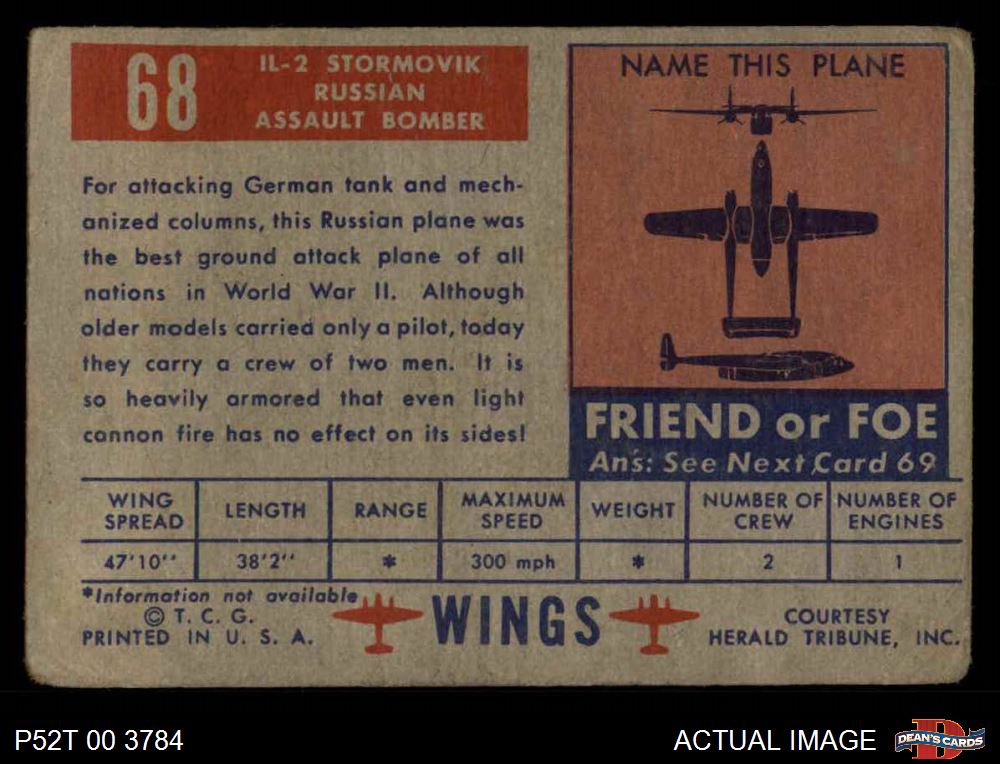 68
IL-2 STORMOVIK
RUSSIAN
ASSAULT BOMBER
For attacking German tank and mech-
anized columns, this Russian plane was
the best ground attack plane of all
nations in World War II. Although
older models carried only a pilot, today
they carry a crew of two men. It is
so heavily armored that even light
cannon fire has no effect on its sides!
NAME THIS PLANE
FRIEND or FOE
Ans: See Next Card 69
WING SPREAD
LENGTH
RANGE
MAXIMUM SPEED
WEIGHT
NUMBER OF CREW
NUMBER OF ENGINES
47'10''
38'2''
*
300 mph
*
2
1
*Information not available
© T. C. G.
PRINTED IN U. S. A.
WINGS
COURTESY
HERALD TRIBUNE, INC.
P52T 00 3784
ACTUAL IMAGE
DEAN'S CARDS